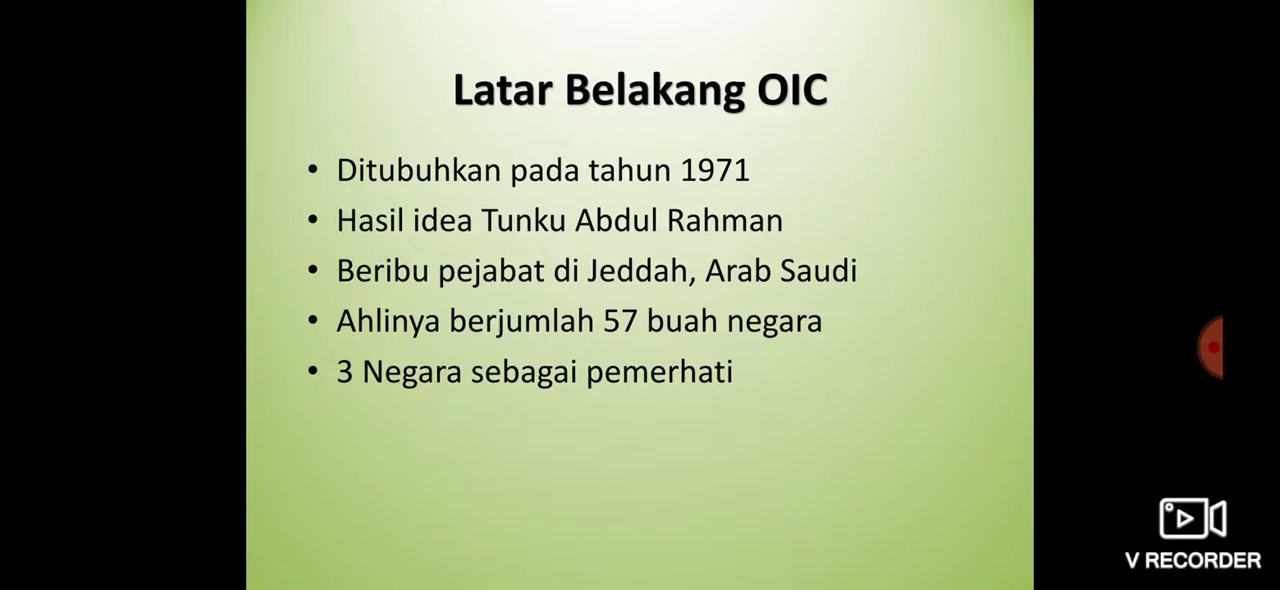 Latar Belakang OIC
• Ditubuhkan pada tahun 1971
• Hasil idea Tunku Abdul Rahman
• Beribu pejabat di Jeddah, Arab Saudi
• Ahlinya berjumlah 57 buah negara
• 3 Negara sebagai pemerhati
V RECORDER